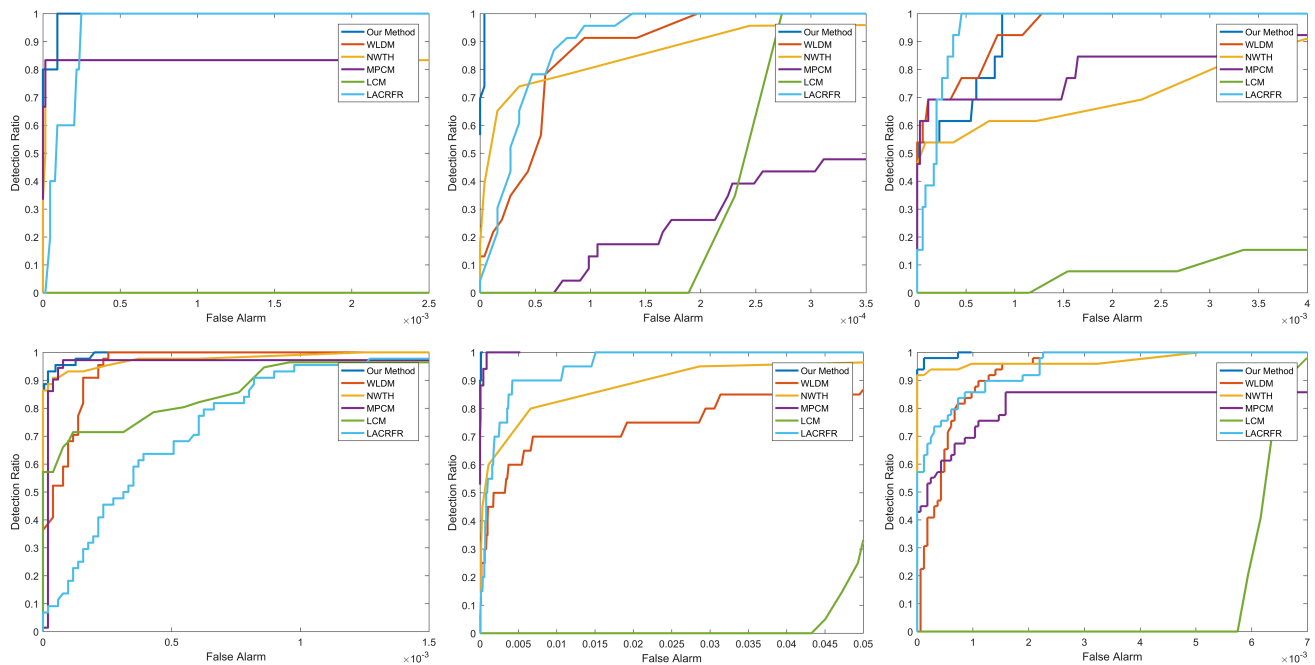 1
0.9
0.8
0.7
0.6
0.5
0.4
0.3
0.2
0.1
0
Detection Ratio
Our Method
WLDM
NWTH
MPCM
LCM
LACRFR
0 0.5 1 1.5 2 2.5
False Alarm
×10⁻³
1
0.9
0.8
0.7
0.6
0.5
0.4
0.3
0.2
0.1
0
Detection Ratio
Our Method
WLDM
NWTH
MPCM
LCM
LACRFR
0 0.5 1 1.5 2 2.5 3 3.5
False Alarm
×10⁻⁴
1
0.9
0.8
0.7
0.6
0.5
0.4
0.3
0.2
0.1
0
Detection Ratio
Our Method
WLDM
NWTH
MPCM
LCM
LACRFR
0 0.5 1 1.5 2 2.5 3 3.5 4
False Alarm
×10⁻³
1
0.9
0.8
0.7
0.6
0.5
0.4
0.3
0.2
0.1
0
Detection Ratio
Our Method
WLDM
NWTH
MPCM
LCM
LACRFR
0 0.5 1 1.5
False Alarm
×10⁻³
1
0.9
0.8
0.7
0.6
0.5
0.4
0.3
0.2
0.1
0
Detection Ratio
Our Method
WLDM
NWTH
MPCM
LCM
LACRFR
0 0.005 0.01 0.015 0.02 0.025 0.03 0.035 0.04 0.045 0.05
False Alarm
1
0.9
0.8
0.7
0.6
0.5
0.4
0.3
0.2
0.1
0
Detection Ratio
Our Method
WLDM
NWTH
MPCM
LCM
LACRFR
0 1 2 3 4 5 6 7
False Alarm
×10⁻³